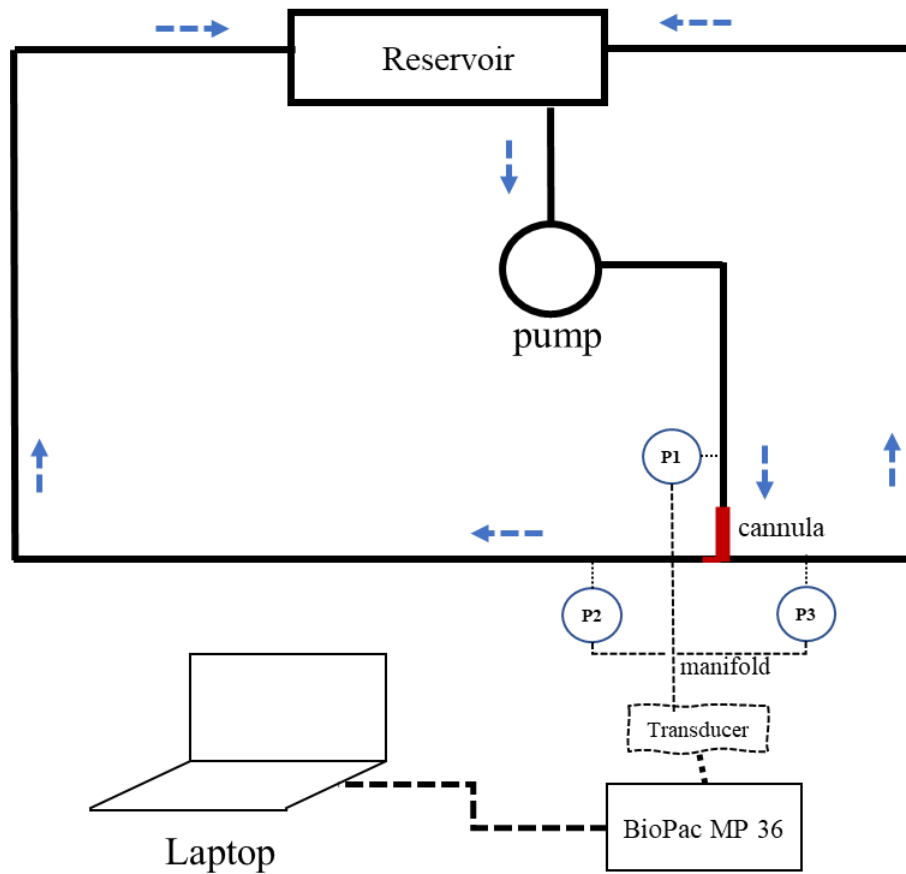 Reservoir
pump
P1
cannula
P2
P3
manifold
Transducer
BioPac MP 36
Laptop